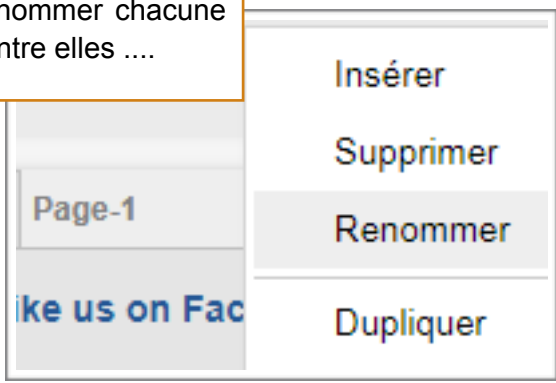 nommer chacune
ntre elles ....
Insérer
Supprimer
Renommer
Dupliquer
Page-1
ike us on Fac